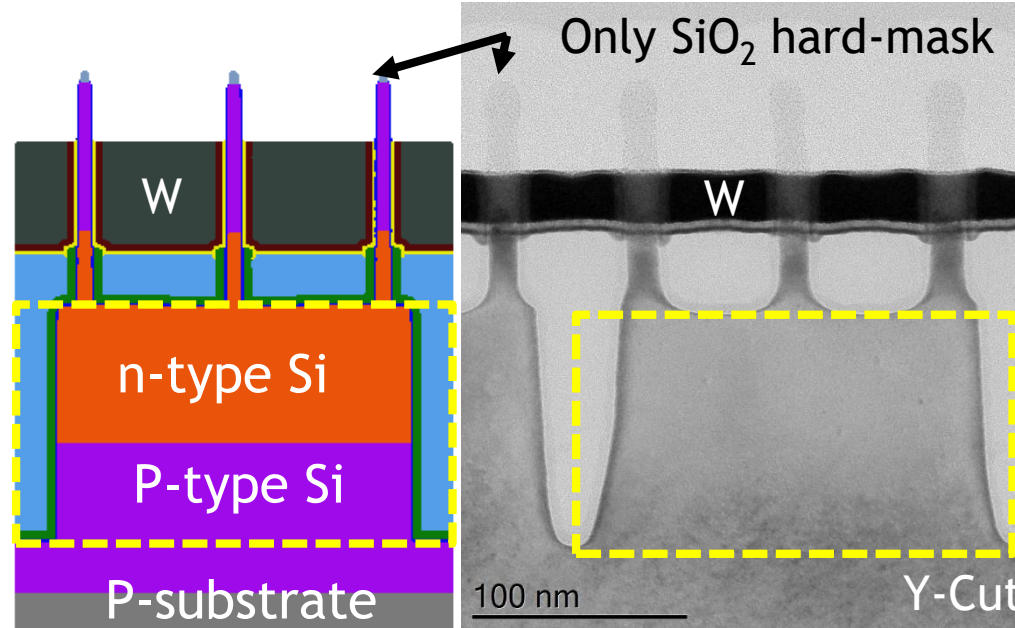 Only SiO₂ hard-mask
W
W
n-type Si
P-type Si
P-substrate
100 nm
Y-Cut